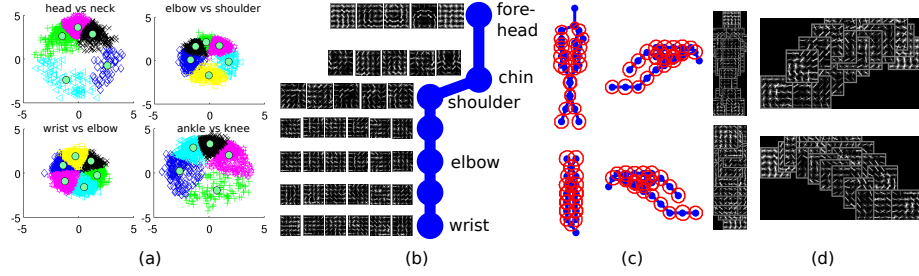 head vs neck
5
0
-5
-5
0
5
elbow vs shoulder
5
0
-5
-5
0
5
wrist vs elbow
5
0
-5
-5
0
5
ankle vs knee
5
0
-5
-5
0
5
(a)
fore-
head
chin
shoulder
elbow
wrist
(b)
(c)
(d)